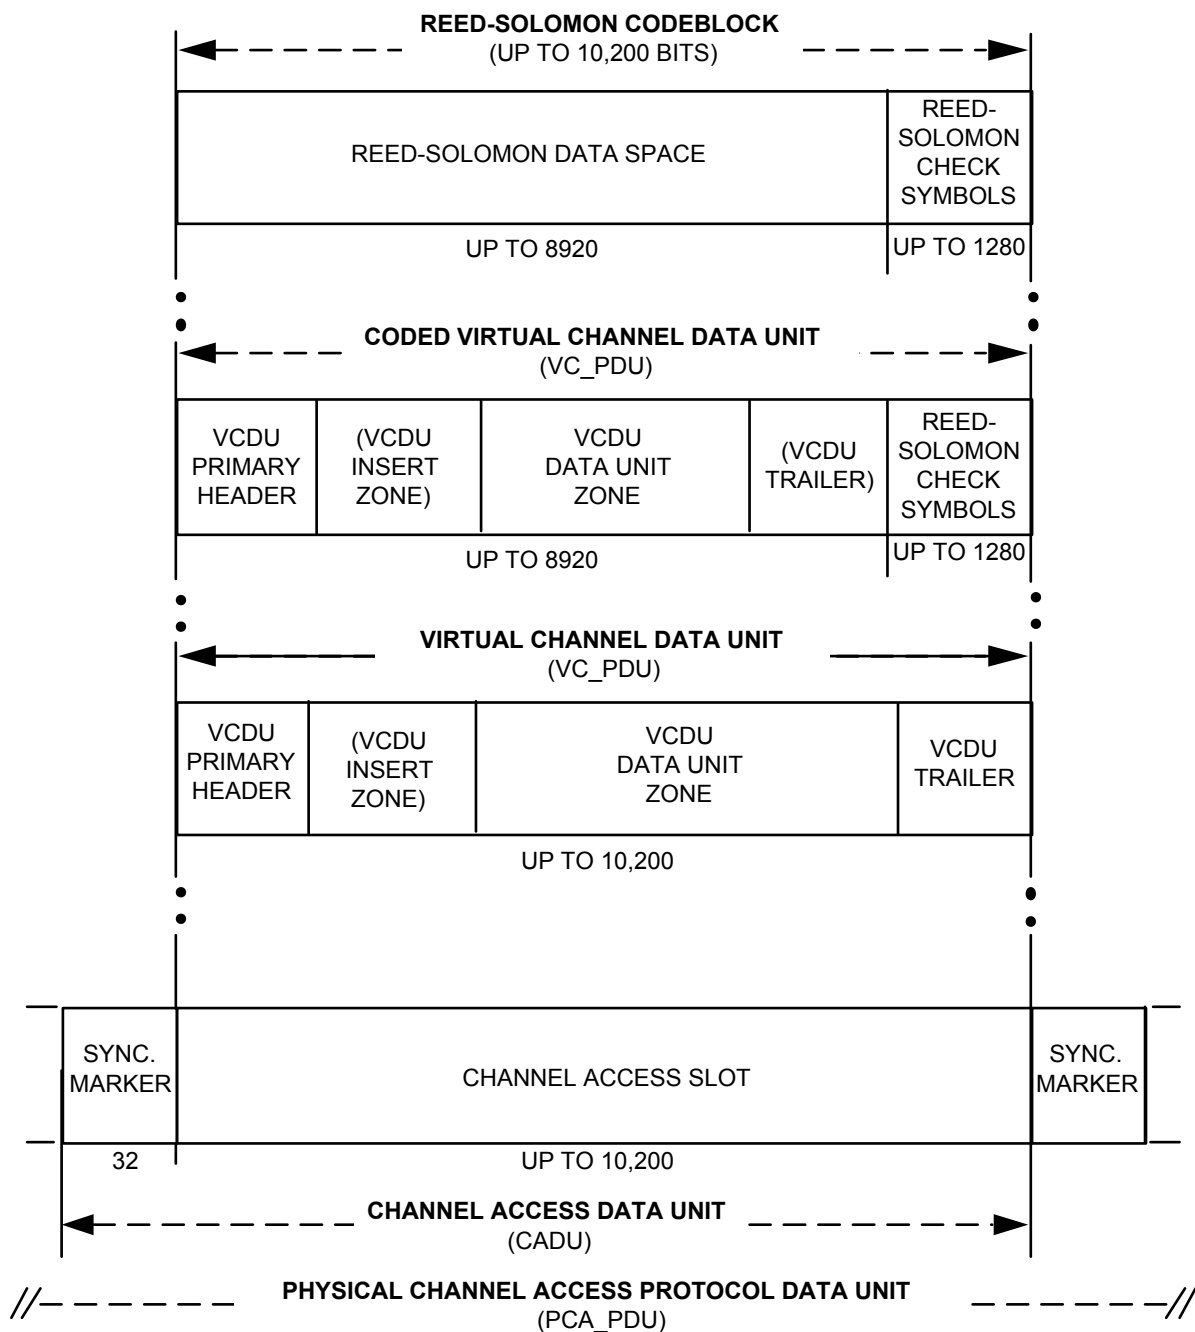 REED-SOLOMON CODEBLOCK
(UP TO 10,200 BITS)
REED-SOLOMON DATA SPACE
REED-
SOLOMON
CHECK
SYMBOLS
UP TO 8920
UP TO 1280
CODED VIRTUAL CHANNEL DATA UNIT
(VC_PDU)
VCDU
PRIMARY
HEADER
(VCDU
INSERT
ZONE)
VCDU
DATA UNIT
ZONE
(VCDU
TRAILER)
REED-
SOLOMON
CHECK
SYMBOLS
UP TO 8920
UP TO 1280
VIRTUAL CHANNEL DATA UNIT
(VC_PDU)
VCDU
PRIMARY
HEADER
(VCDU
INSERT
ZONE)
VCDU
DATA UNIT
ZONE
VCDU
TRAILER
UP TO 10,200
SYNC.
MARKER
CHANNEL ACCESS SLOT
SYNC.
MARKER
32
UP TO 10,200
CHANNEL ACCESS DATA UNIT
(CADU)
PHYSICAL CHANNEL ACCESS PROTOCOL DATA UNIT
(PCA_PDU)